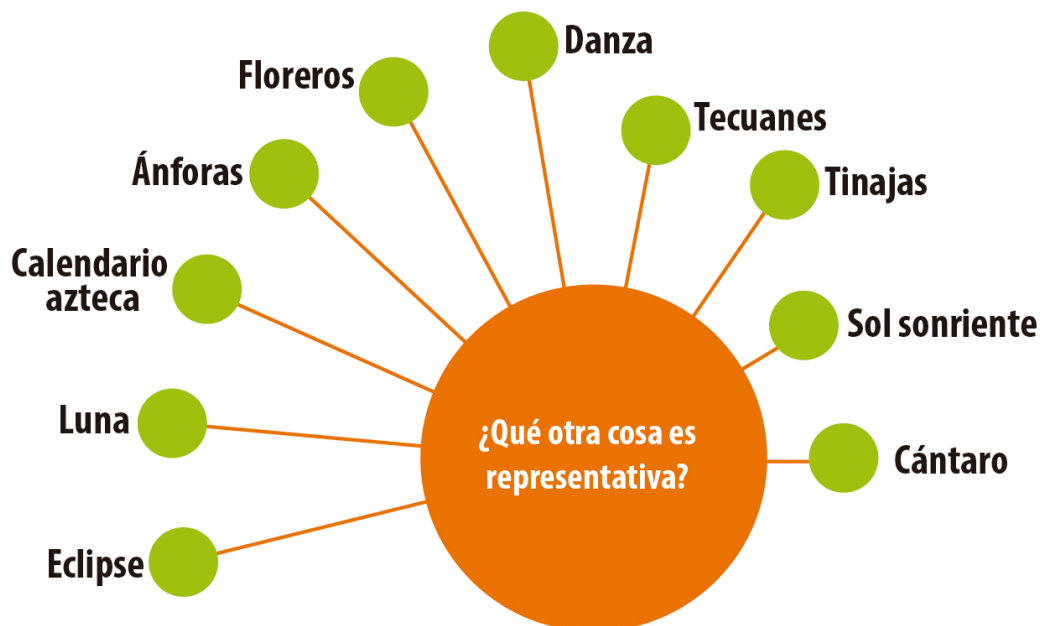 Danza
Floreros
Tecuanes
Ánforas
Tinajas
Calendario
azteca
Sol sonriente
Luna
¿Qué otra cosa es
representativa?
Cántaro
Eclipse